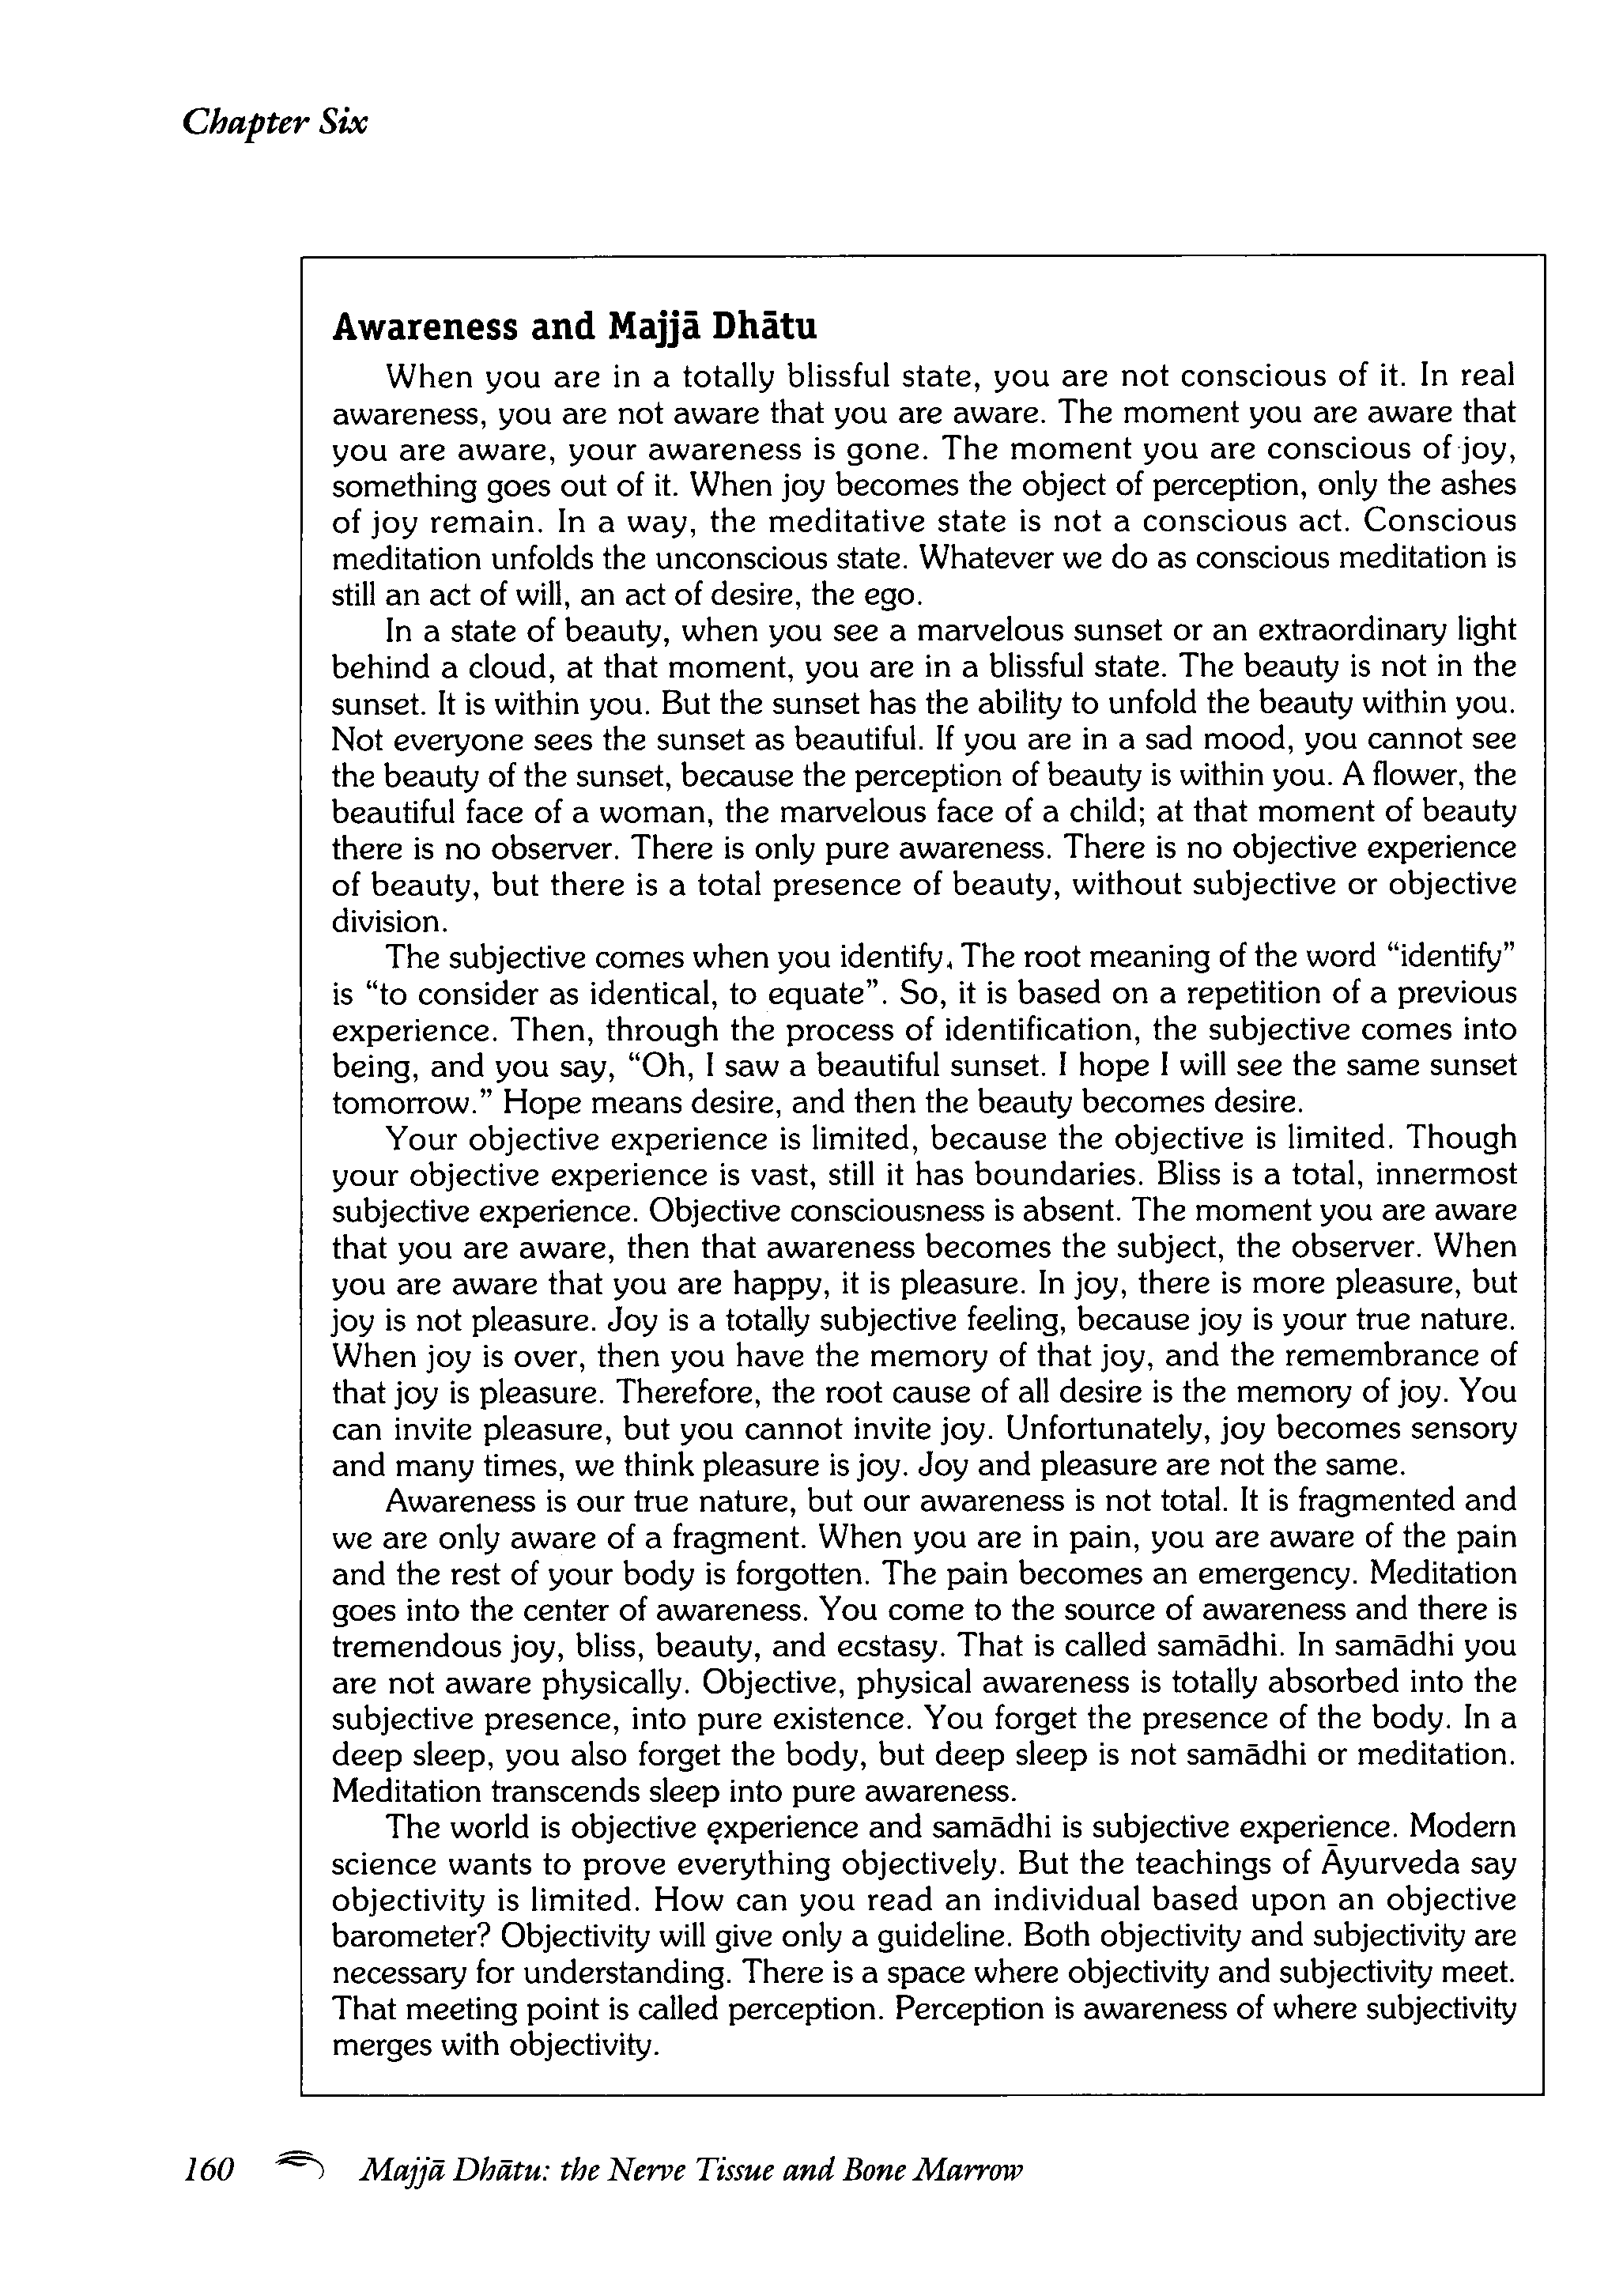 Chapter Six
Awareness and Majjā Dhātu
When you are in a totally blissful state, you are not conscious of it. In real
awareness, you are not aware that you are aware. The moment you are aware that
you are aware, your awareness is gone. The moment you are conscious of joy,
something goes out of it. When joy becomes the object of perception, only the ashes
of joy remain. In a way, the meditative state is not a conscious act. Conscious
meditation unfolds the unconscious state. Whatever we do as conscious meditation is
still an act of will, an act of desire, the ego.
In a state of beauty, when you see a marvelous sunset or an extraordinary light
behind a cloud, at that moment, you are in a blissful state. The beauty is not in the
sunset. It is within you. But the sunset has the ability to unfold the beauty within you.
Not everyone sees the sunset as beautiful. If you are in a sad mood, you cannot see
the beauty of the sunset, because the perception of beauty is within you. A flower, the
beautiful face of a woman, the marvelous face of a child; at that moment of beauty
there is no observer. There is only pure awareness. There is no objective experience
of beauty, but there is a total presence of beauty, without subjective or objective
division.
The subjective comes when you identify. The root meaning of the word “identify”
is “to consider as identical, to equate”. So, it is based on a repetition of a previous
experience. Then, through the process of identification, the subjective comes into
being, and you say, “Oh, I saw a beautiful sunset. I hope I will see the same sunset
tomorrow.” Hope means desire, and then the beauty becomes desire.
Your objective experience is limited, because the objective is limited. Though
your objective experience is vast, still it has boundaries. Bliss is a total, innermost
subjective experience. Objective consciousness is absent. The moment you are aware
that you are aware, then that awareness becomes the subject, the observer. When
you are aware that you are happy, it is pleasure. In joy, there is more pleasure, but
joy is not pleasure. Joy is a totally subjective feeling, because joy is your true nature.
When joy is over, then you have the memory of that joy, and the remembrance of
that joy is pleasure. Therefore, the root cause of all desire is the memory of joy. You
can invite pleasure, but you cannot invite joy. Unfortunately, joy becomes sensory
and many times, we think pleasure is joy. Joy and pleasure are not the same.
Awareness is our true nature, but our awareness is not total. It is fragmented and
we are only aware of a fragment. When you are in pain, you are aware of the pain
and the rest of your body is forgotten. The pain becomes an emergency. Meditation
goes into the center of awareness. You come to the source of awareness and there is
tremendous joy, bliss, beauty, and ecstasy. That is called samādhi. In samādhi you
are not aware physically. Objective, physical awareness is totally absorbed into the
subjective presence, into pure existence. You forget the presence of the body. In a
deep sleep, you also forget the body, but deep sleep is not samādhi or meditation.
Meditation transcends sleep into pure awareness.
The world is objective experience and samādhi is subjective experience. Modern
science wants to prove everything objectively. But the teachings of Āyurveda say
objectivity is limited. How can you read an individual based upon an objective
barometer? Objectivity will give only a guideline. Both objectivity and subjectivity are
necessary for understanding. There is a space where objectivity and subjectivity meet.
That meeting point is called perception. Perception is awareness of where subjectivity
merges with objectivity.
160 Majjā Dhātu: the Nerve Tissue and Bone Marrow